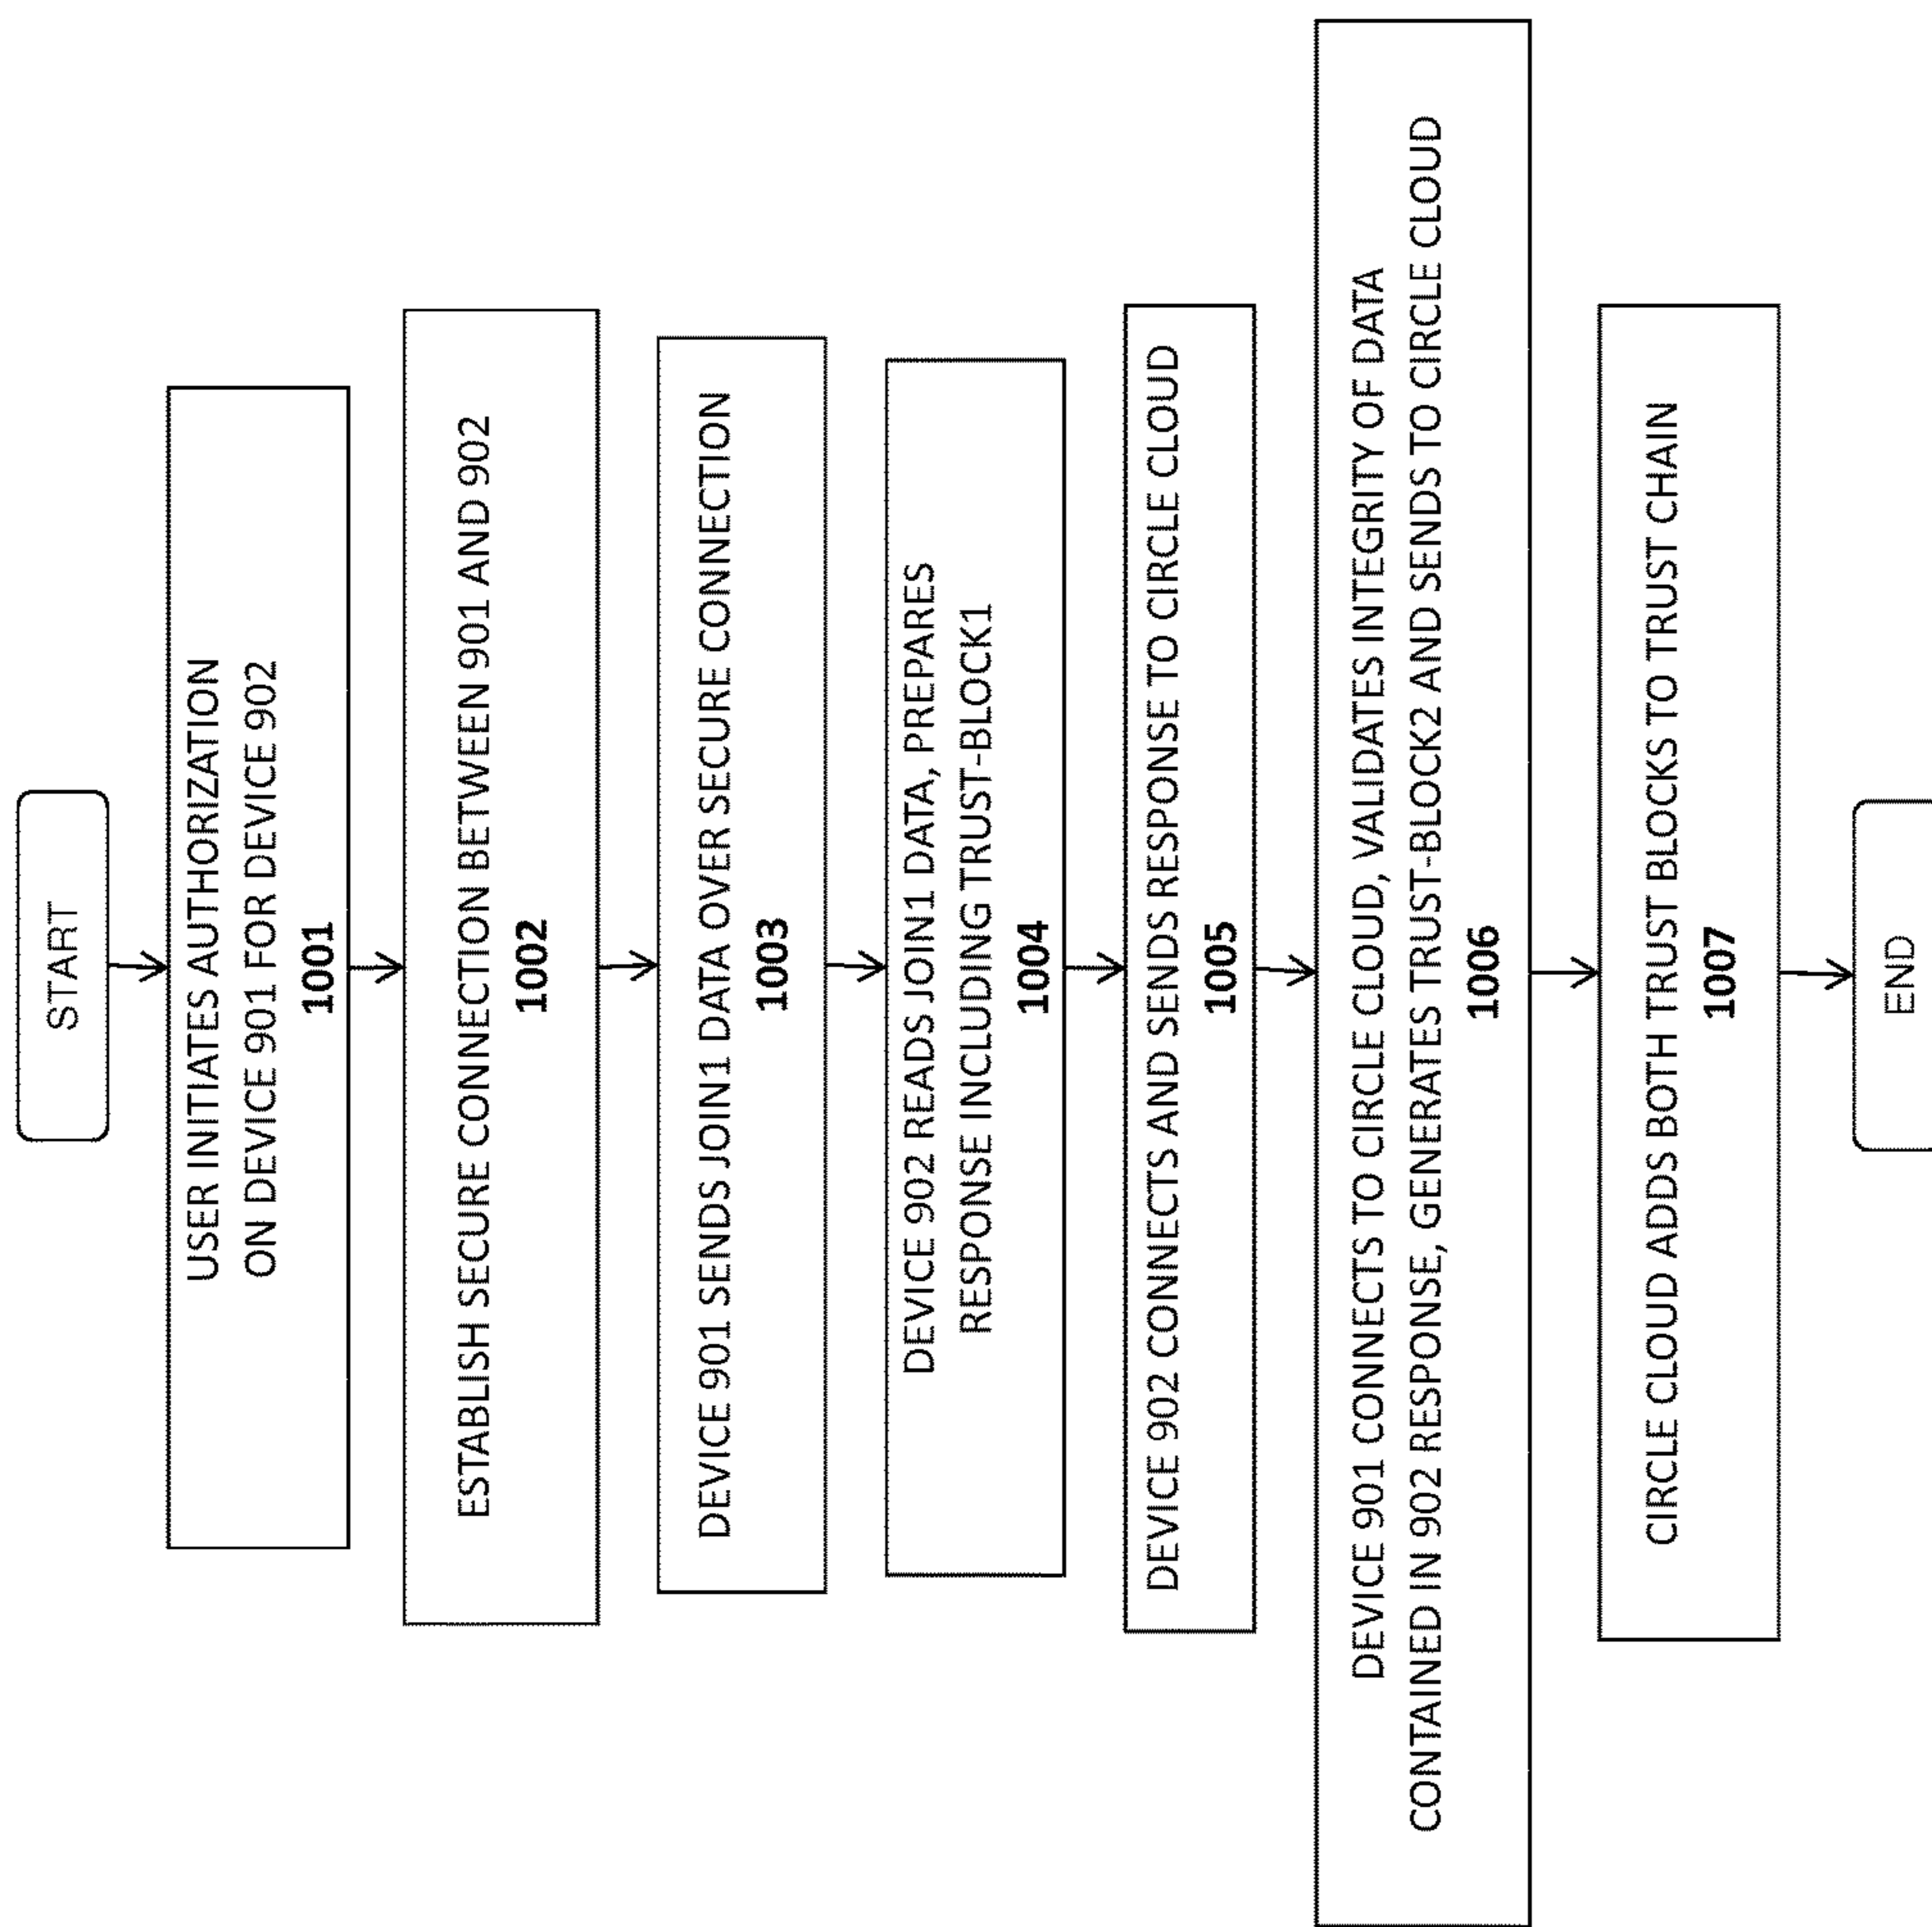 START
USER INITIATES AUTHORIZATION
ON DEVICE 901 FOR DEVICE 902
1001
ESTABLISH SECURE CONNECTION BETWEEN 901 AND 902
1002
DEVICE 901 SENDS JOIN1 DATA OVER SECURE CONNECTION
1003
DEVICE 902 READS JOIN1 DATA, PREPARES
RESPONSE INCLUDING TRUST-BLOCK1
1004
DEVICE 902 CONNECTS AND SENDS RESPONSE TO CIRCLE CLOUD
1005
DEVICE 901 CONNECTS TO CIRCLE CLOUD, VALIDATES INTEGRITY OF DATA
CONTAINED IN 902 RESPONSE, GENERATES TRUST-BLOCK2 AND SENDS TO CIRCLE CLOUD
1006
CIRCLE CLOUD ADDS BOTH TRUST BLOCKS TO TRUST CHAIN
1007
END